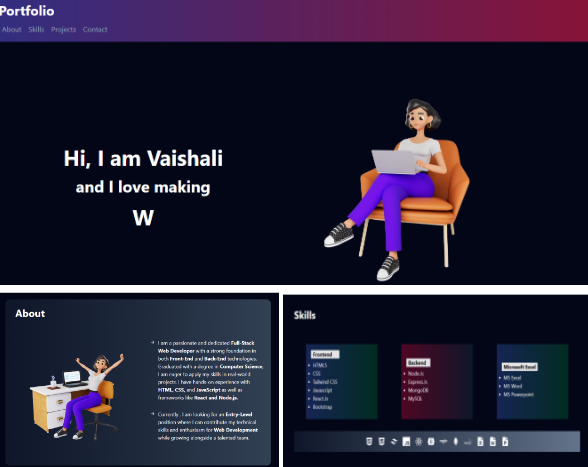 Portfolio
About Skills Projects Contact
Hi, I am Vaishali
and I love making
W
About
I am a passionate and dedicated Full-Stack
Web Developer with a strong foundation in
both Front-End and Back-End technologies.
Graduated with a degree in Computer Science,
I am eager to apply my skills in real-world
projects. I have hands-on experience with
HTML, CSS, and JavaScript as well as
frameworks like React and Node.js.
Currently , I am looking for an Entry-Level
position where I can contribute my technical
skills and enthusiasm for Web Development
while growing alongside a talented team.
Skills
Frontend
HTML5
CSS
Tailwind CSS
Javascript
React.js
Bootstrap
Backend
Node.js
Express.js
MongoDB
MySQL
Microsoft Excel
MS Excel
MS Word
MS Powerpoint